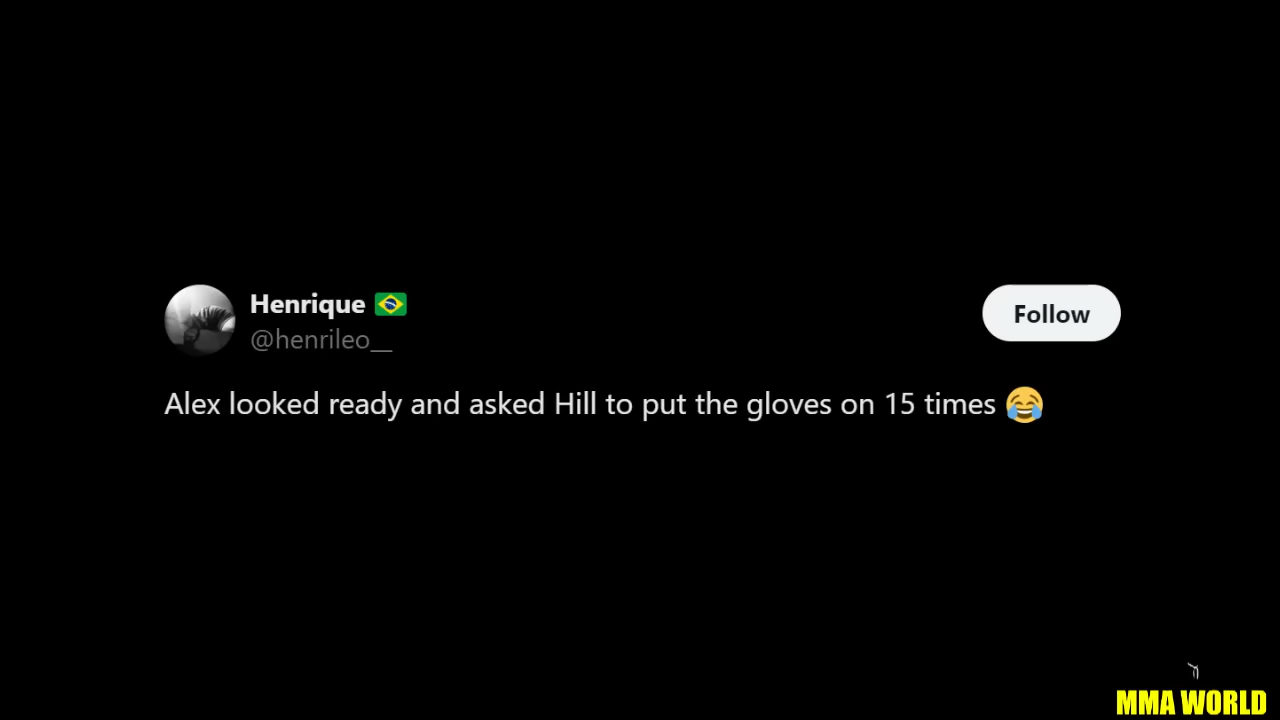 Henrique 🇧🇷
@henrileo__
Follow
Alex looked ready and asked Hill to put the gloves on 15 times 😂
MMA WORLD